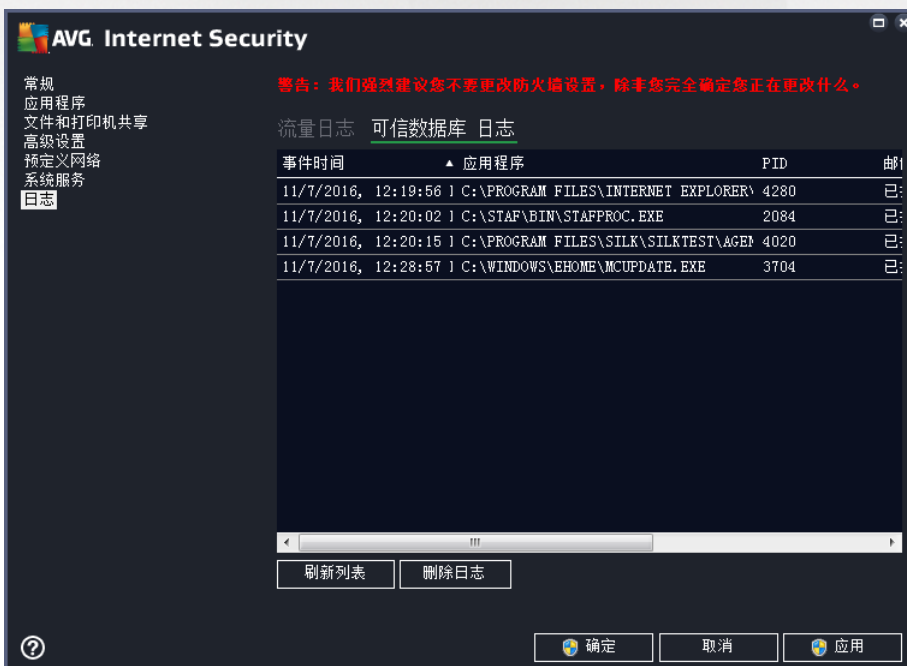 AVG Internet Security
常规
应用程序
文件和打印机共享
高级设置
预定义网络
系统服务
日志
警告：我们强烈建议您不要更改防火墙设置，除非您完全确定您正在更改什么。
流量日志 可信数据库 日志
事件时间 ▲ 应用程序 PID
11/7/2016, 12:19:56 C:\PROGRAM FILES\INTERNET EXPLORER\ 4280
11/7/2016, 12:20:02 C:\STAF\BIN\STAFPROC.EXE 2084
11/7/2016, 12:20:15 C:\PROGRAM FILES\SILK\SILKTEST\ 4020
11/7/2016, 12:28:57 C:\WINDOWS\EHOME\MCUPDATE.EXE 3704
刷新列表 删除日志
? 确定 取消 应用